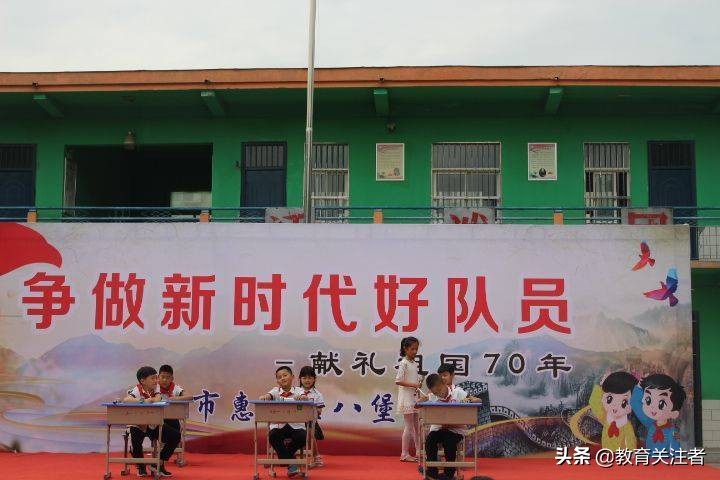 争做新时代好队员
–献礼祖国70年
市惠 八堡
头条 @教育关注者